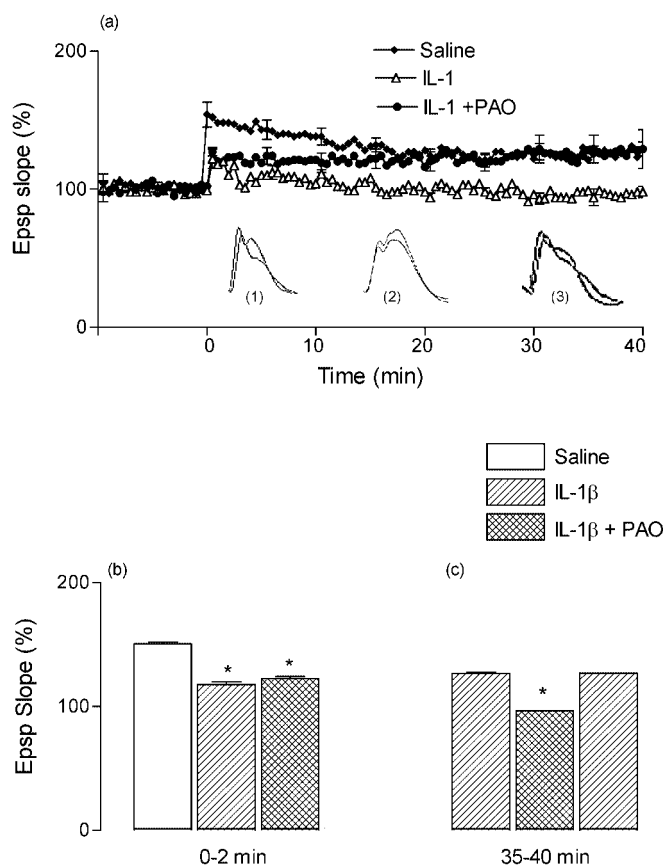 (a)
200
Saline
IL-1
IL-1 +PAO
Epsp slope (%)
100
(1)
(2)
(3)
0
0
10
20
30
40
Time (min)
Saline
IL-1β
IL-1β + PAO
(b)
(c)
200
Epsp Slope (%)
*
*
*
100
0
0-2 min
35-40 min